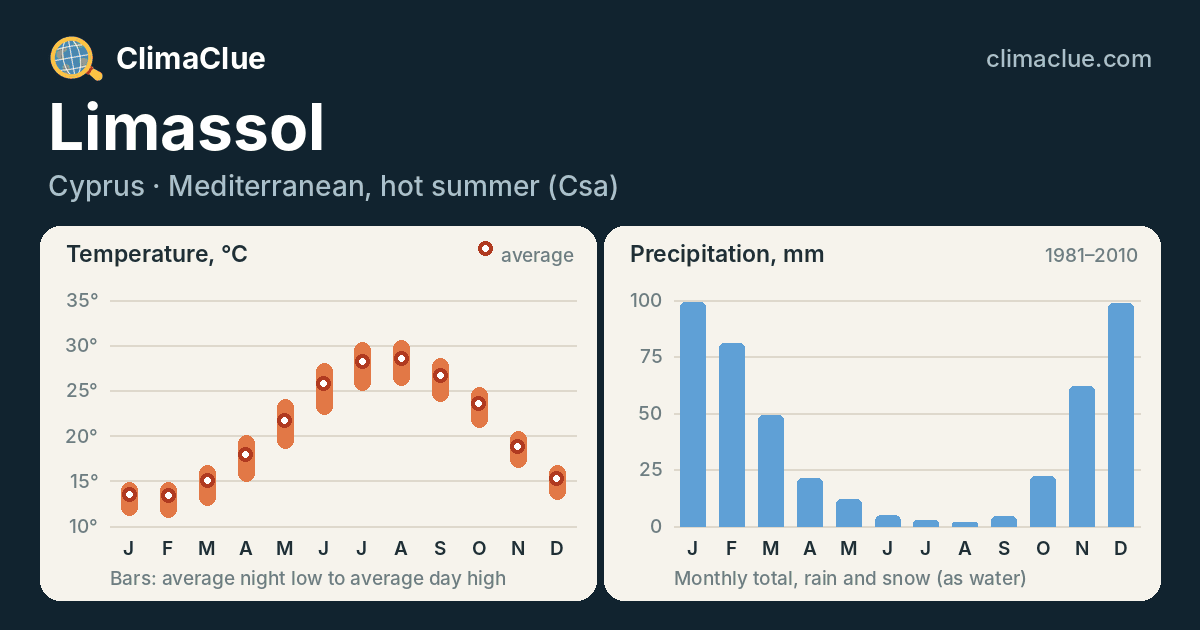 ClimaClue
climaclue.com
Limassol
Cyprus · Mediterranean, hot summer (Csa)
Temperature, °C
average
35°
30°
25°
20°
15°
10°
J F M A M J J A S O N D
Bars: average night low to average day high
Precipitation, mm
1981–2010
100
75
50
25
0
J F M A M J J A S O N D
Monthly total, rain and snow (as water)